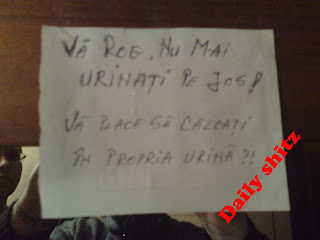 VĂ ROG, NU MAI
URINAȚI PE JOS!
VĂ PLACE SĂ CĂLCAȚI
ÎN PROPRIA URINĂ?!
Daily shitz